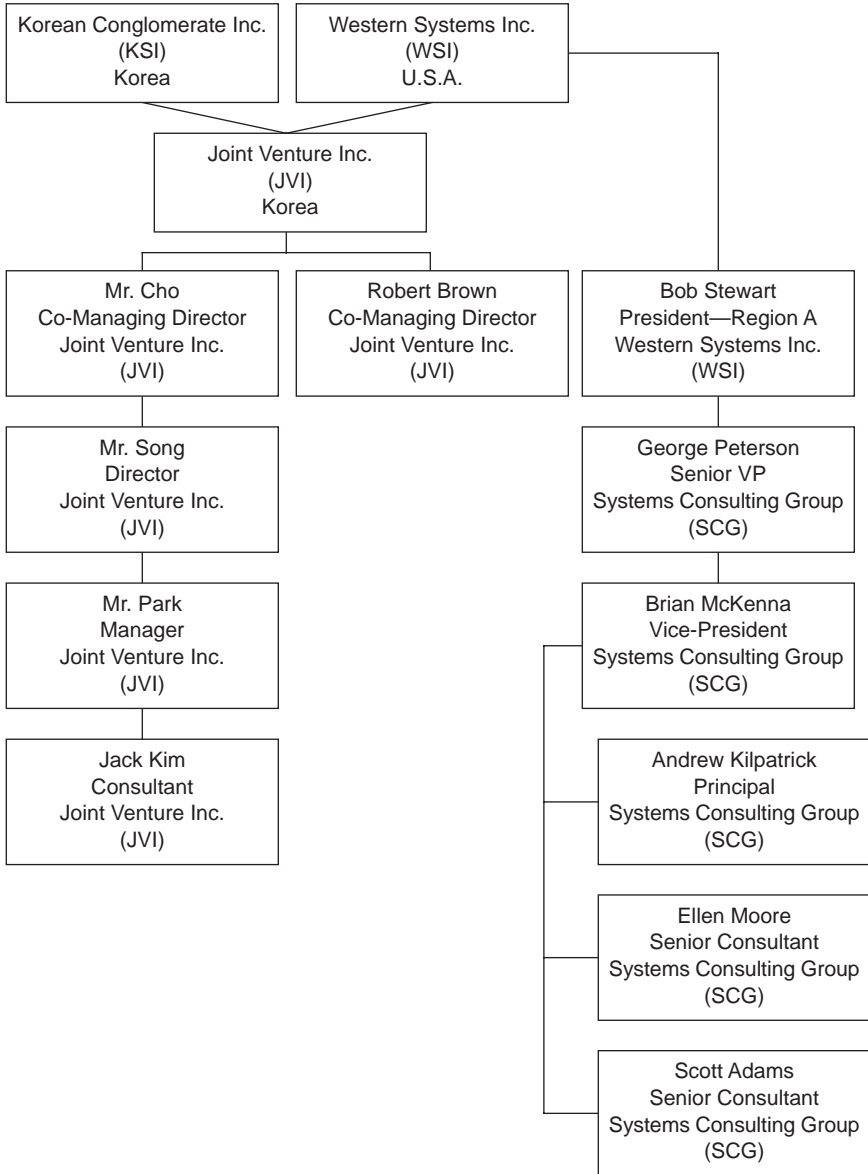 Korean Conglomerate Inc.
(KSI)
Korea
Western Systems Inc.
(WSI)
U.S.A.
Joint Venture Inc.
(JVI)
Korea
Mr. Cho
Co-Managing Director
Joint Venture Inc.
(JVI)
Robert Brown
Co-Managing Director
Joint Venture Inc.
(JVI)
Bob Stewart
President—Region A
Western Systems Inc.
(WSI)
Mr. Song
Director
Joint Venture Inc.
(JVI)
George Peterson
Senior VP
Systems Consulting Group
(SCG)
Mr. Park
Manager
Joint Venture Inc.
(JVI)
Brian McKenna
Vice-President
Systems Consulting Group
(SCG)
Jack Kim
Consultant
Joint Venture Inc.
(JVI)
Andrew Kilpatrick
Principal
Systems Consulting Group
(SCG)
Ellen Moore
Senior Consultant
Systems Consulting Group
(SCG)
Scott Adams
Senior Consultant
Systems Consulting Group
(SCG)